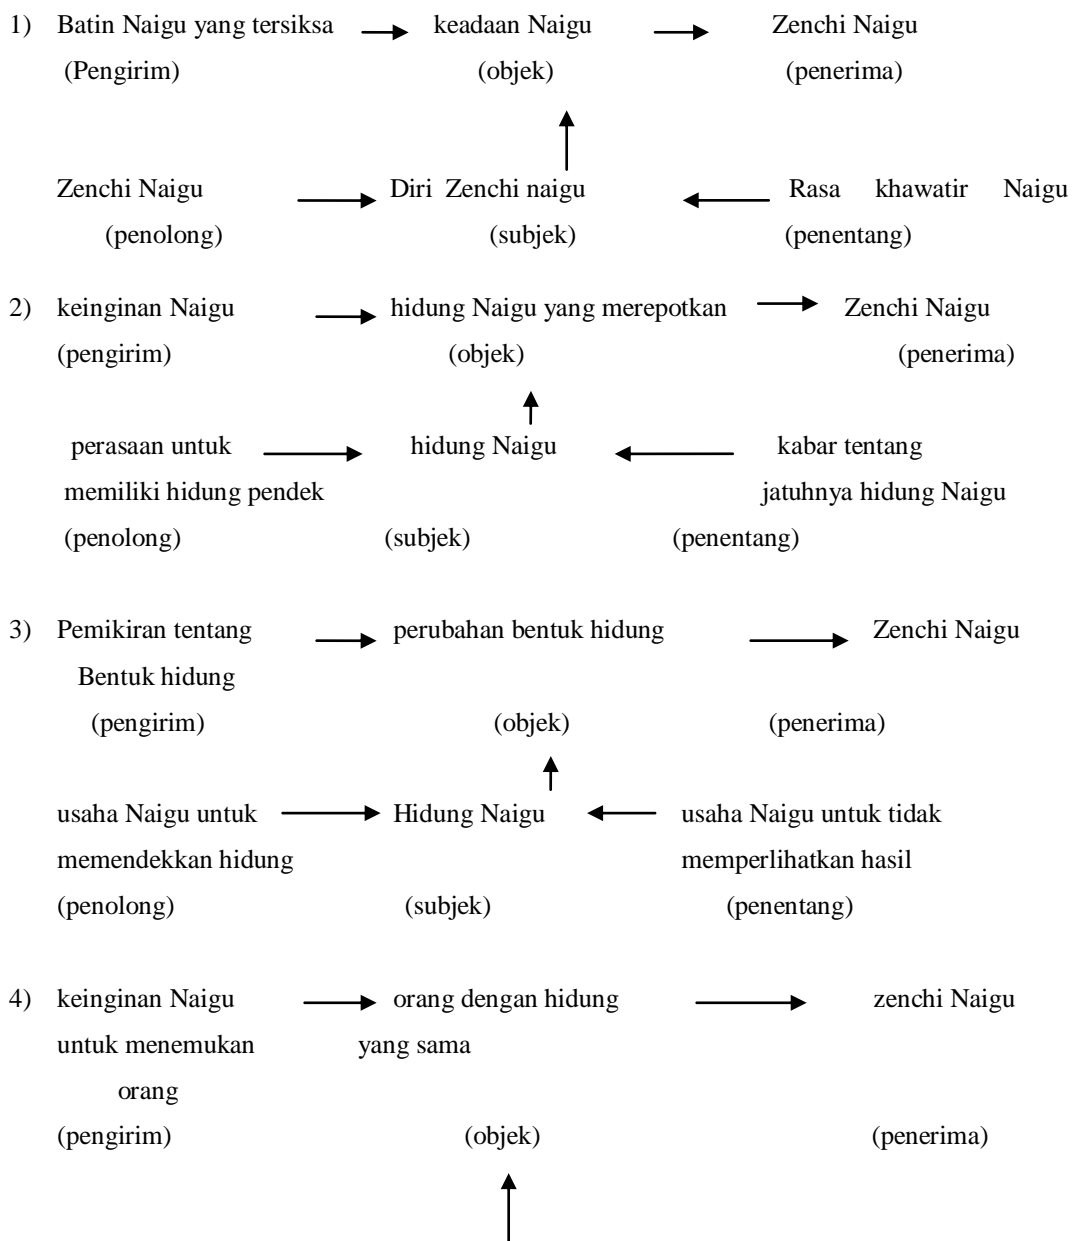 1) Batin Naigu yang tersiksa keadaan Naigu Zenchi Naigu
(Pengirim) (objek) (penerima)
Zenchi Naigu Diri Zenchi naigu Rasa khawatir Naigu
(penolong) (subjek) (penentang)
2) keinginan Naigu hidung Naigu yang merepotkan Zenchi Naigu
(pengirim) (objek) (penerima)
perasaan untuk hidung Naigu kabar tentang
memiliki hidung pendek jatuhnya hidung Naigu
(penolong) (subjek) (penentang)
3) Pemikiran tentang perubahan bentuk hidung Zenchi Naigu
Bentuk hidung
(pengirim) (objek) (penerima)
usaha Naigu untuk Hidung Naigu usaha Naigu untuk tidak
memendekkan hidung memperlihatkan hasil
(penolong) (subjek) (penentang)
4) keinginan Naigu orang dengan hidung zenchi Naigu
untuk menemukan yang sama
orang
(pengirim) (objek) (penerima)